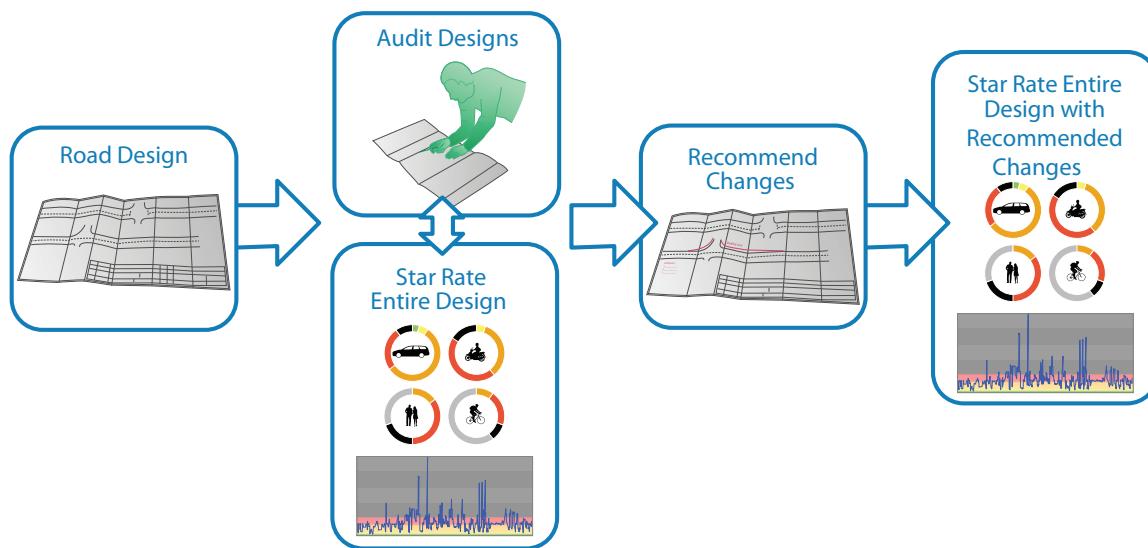 Road Design
Audit Designs
Star Rate
Entire Design
Recommend
Changes
Star Rate Entire
Design with
Recommended
Changes